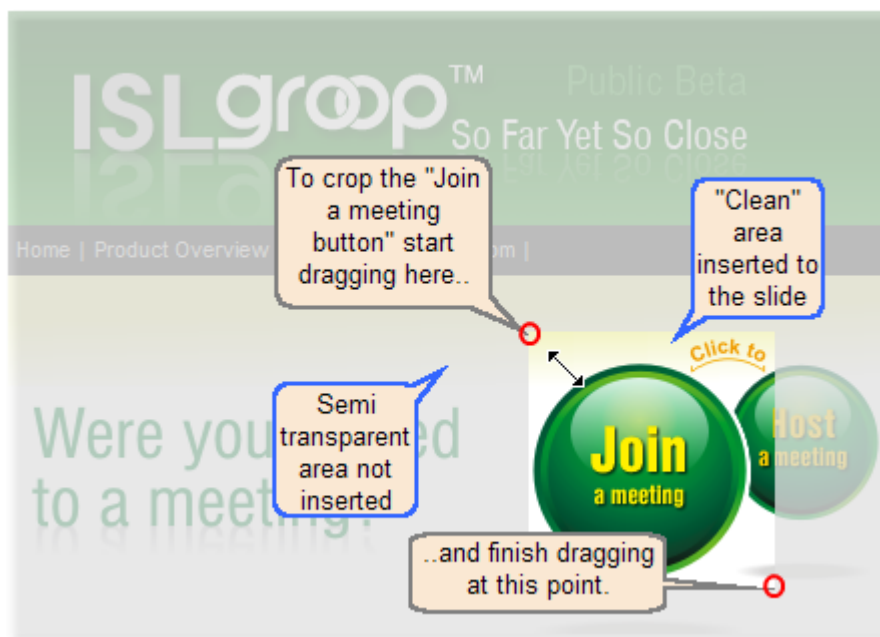 ISLgroop™
Public Beta
So Far Yet So Close
To crop the "Join
a meeting
button" start
dragging here..
"Clean"
area
inserted to
the slide
Home | Product Overview
om |
Click to
Join
a meeting
Host
a meeting
Semi
transparent
area not
inserted
Were you
ed
to a meeting?
..and finish dragging
at this point.